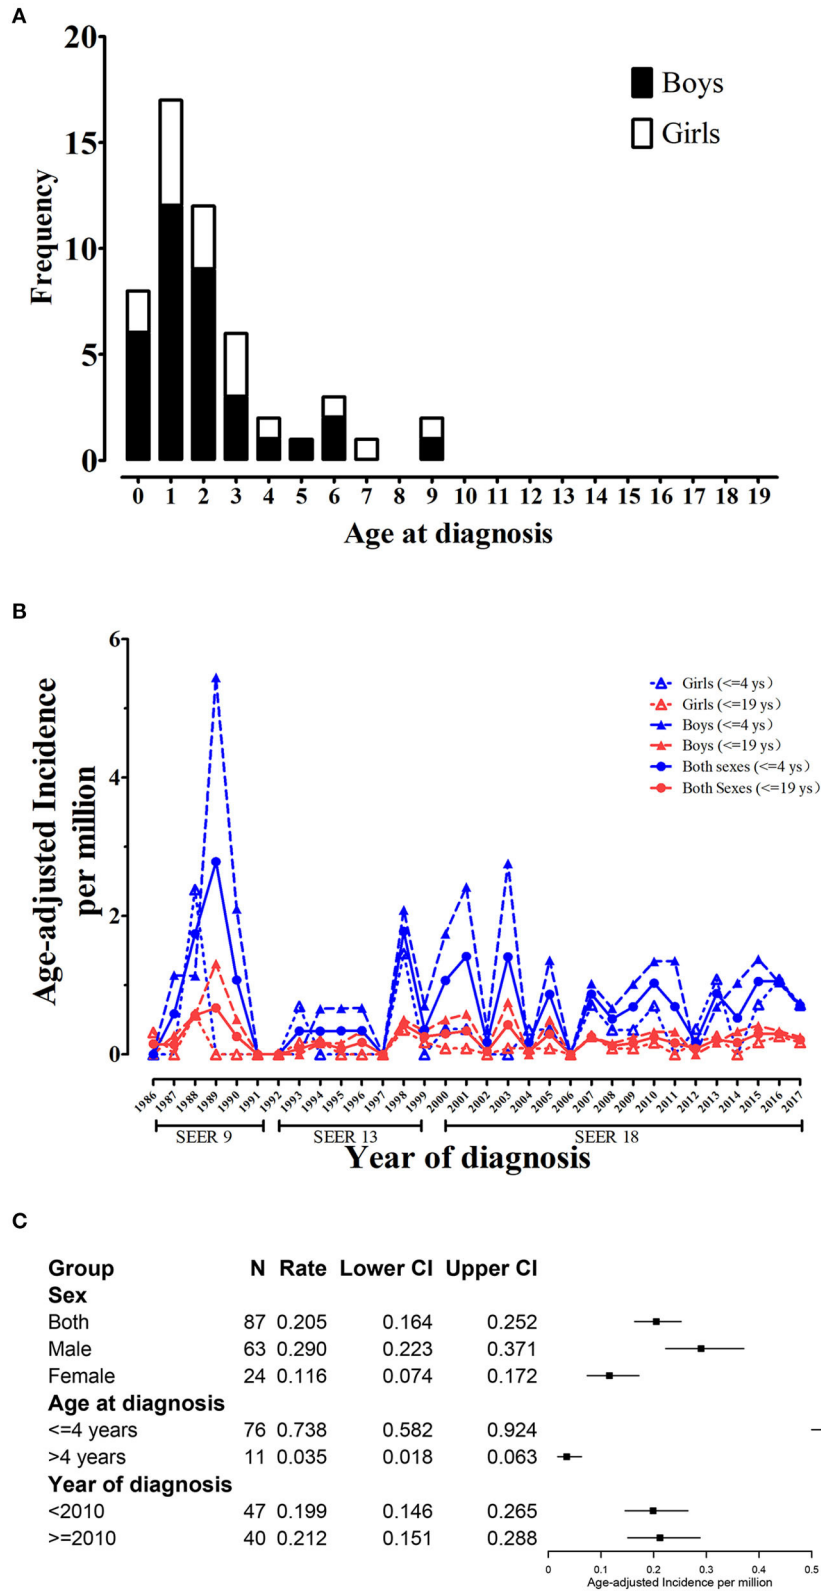 A
20
15
10
5
0
Frequency
Boys
Girls
0 1 2 3 4 5 6 7 8 9 10 11 12 13 14 15 16 17 18 19
Age at diagnosis
B
6
4
2
0
Age-adjusted Incidence
per million
Girls (<=4 ys)
Girls (<=19 ys)
Boys (<=4 ys)
Boys (<=19 ys)
Both sexes (<=4 ys)
Both Sexes (<=19 ys)
1986 1987 1988 1989 1990 1991 1992 1993 1994 1995 1996 1997 1998 1999 2000 2001 2002 2003 2004 2005 2006 2007 2008 2009 2010 2011 2012 2013 2014 2015 2016 2017
SEER 9 SEER 13 SEER 18
Year of diagnosis
C
Group N Rate Lower CI Upper CI
Sex
Both 87 0.205 0.164 0.252
Male 63 0.290 0.223 0.371
Female 24 0.116 0.074 0.172
Age at diagnosis
<=4 years 76 0.738 0.582 0.924
>4 years 11 0.035 0.018 0.063
Year of diagnosis
<2010 47 0.199 0.146 0.265
>=2010 40 0.212 0.151 0.288
0 0.1 0.2 0.3 0.4 0.5
Age-adjusted Incidence per million